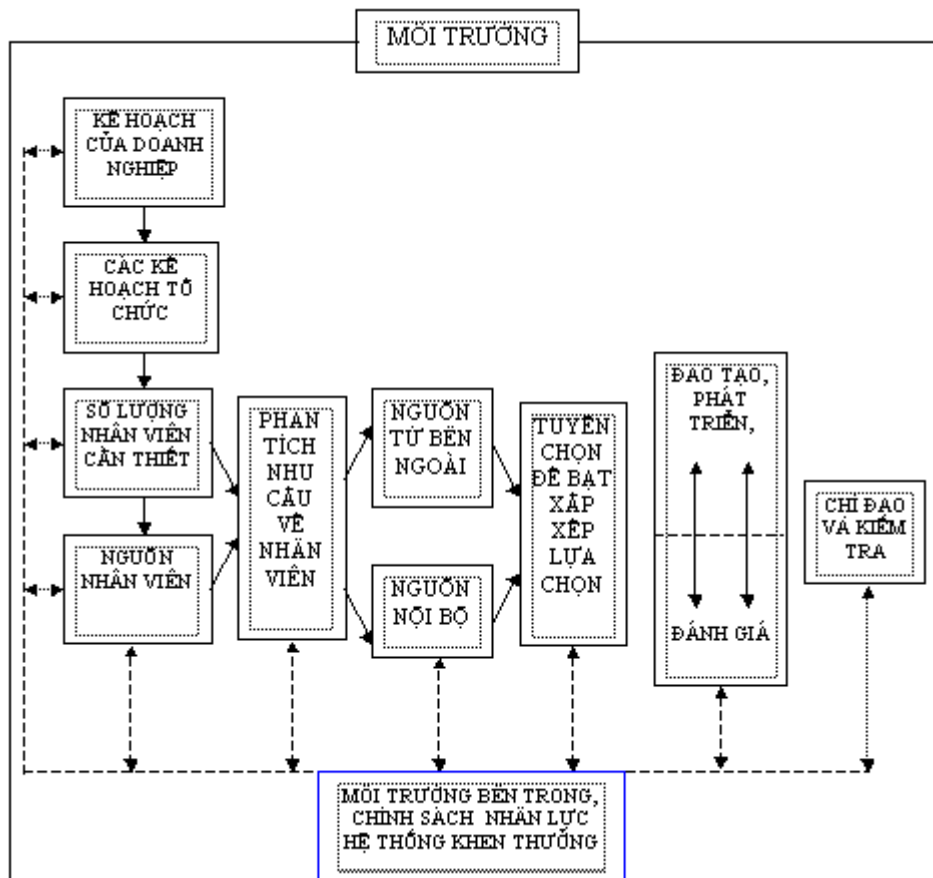 MÔI TRƯỜNG
KẾ HOẠCH
CỦA DOANH
NGHIỆP
CÁC KẾ
HOẠCH TỔ
CHỨC
SỐ LƯỢNG
NHÂN VIÊN
CẦN THIẾT
NGUỒN
NHÂN VIÊN
PHÂN
TÍCH
NHU
CẦU
VỀ
NHÂN
VIÊN
NGUỒN
TỪ BÊN
NGOÀI
NGUỒN
NỘI BỘ
TUYỂN
CHỌN
ĐỀ BẠT
XẮP
XẾP
LỰA
CHỌN
ĐÀO TẠO,
PHÁT
TRIỂN,
ĐÁNH GIÁ
CHỈ ĐẠO
VÀ KIỂM
TRA
MÔI TRƯỜNG BÊN TRONG,
CHÍNH SÁCH NHÂN LỰC
HỆ THỐNG KHEN THƯỞNG